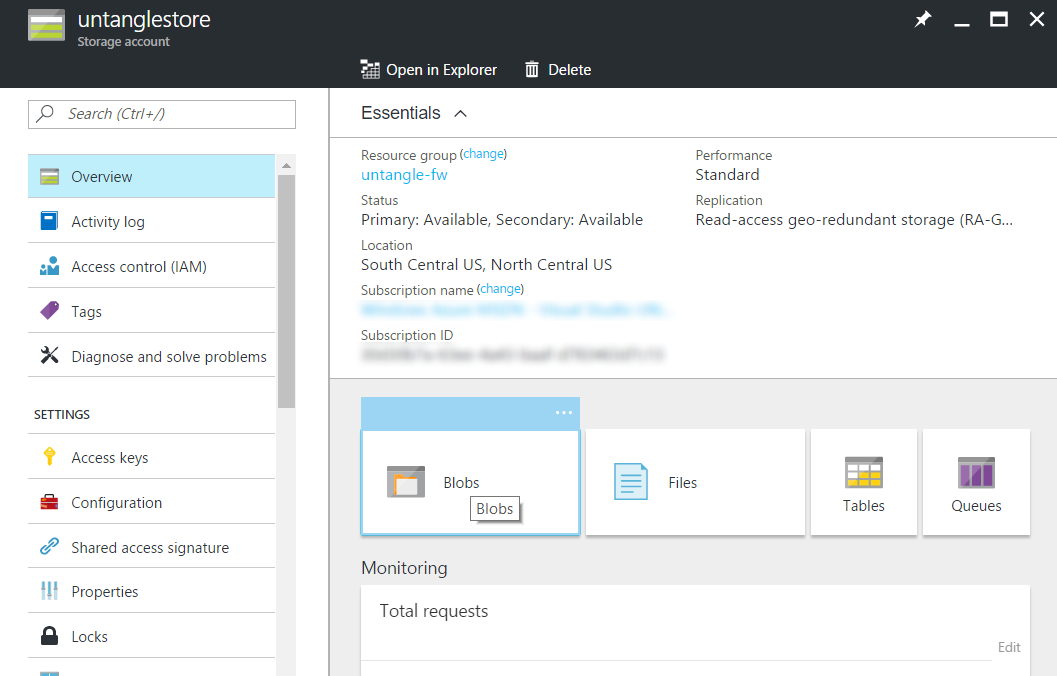 untanglestore
Storage account
Open in Explorer
Delete
Search (Ctrl+/)
Overview
Activity log
Access control (IAM)
Tags
Diagnose and solve problems
SETTINGS
Access keys
Configuration
Shared access signature
Properties
Locks
Essentials
Resource group (change)
untangle-fw
Status
Primary: Available, Secondary: Available
Location
South Central US, North Central US
Subscription name (change)
Subscription ID
Performance
Standard
Replication
Read-access geo-redundant storage (RA-G...
Blobs
Blobs
Files
Tables
Queues
Monitoring
Total requests
Edit